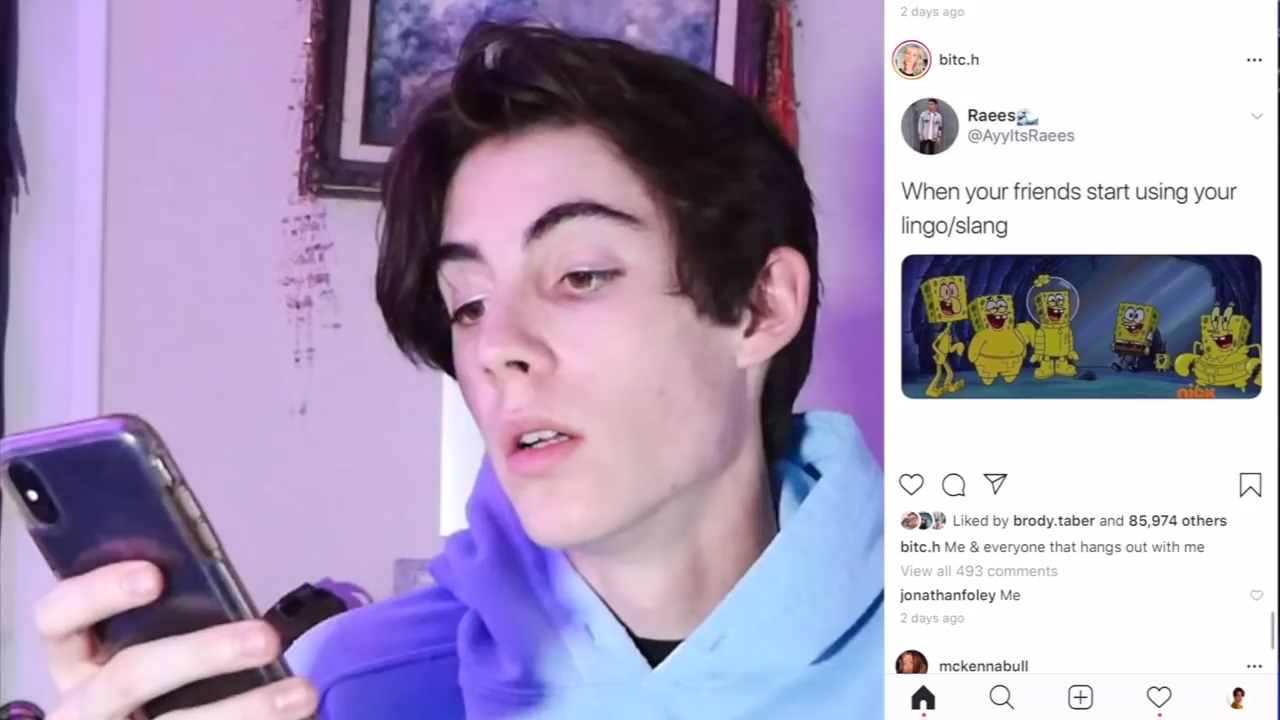 2 days ago
bitc.h
Raees
@AyyItsRaees
When your friends start using your
lingo/slang
NICK
Liked by brody.taber and 85,974 others
bitc.h Me & everyone that hangs out with me
View all 493 comments
jonathanfoley Me
2 days ago
mckennabull